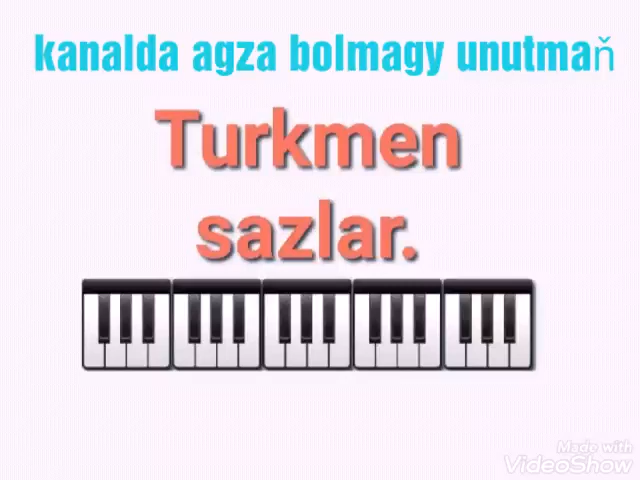 kanalda agza bolmagy unutmaň
Turkmen
sazlar.
Made with
VideoShow